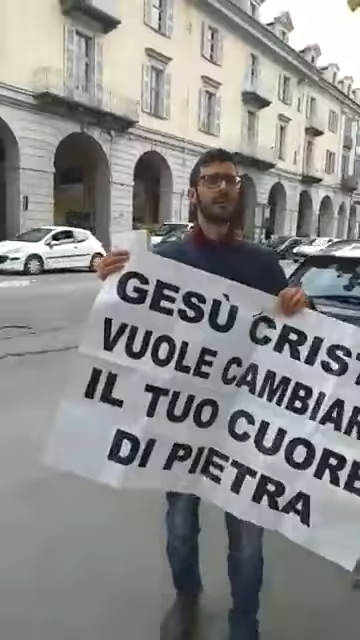 GESÙ CRIST
VUOLE CAMBIAR
IL TUO CUORE
DI PIETRA